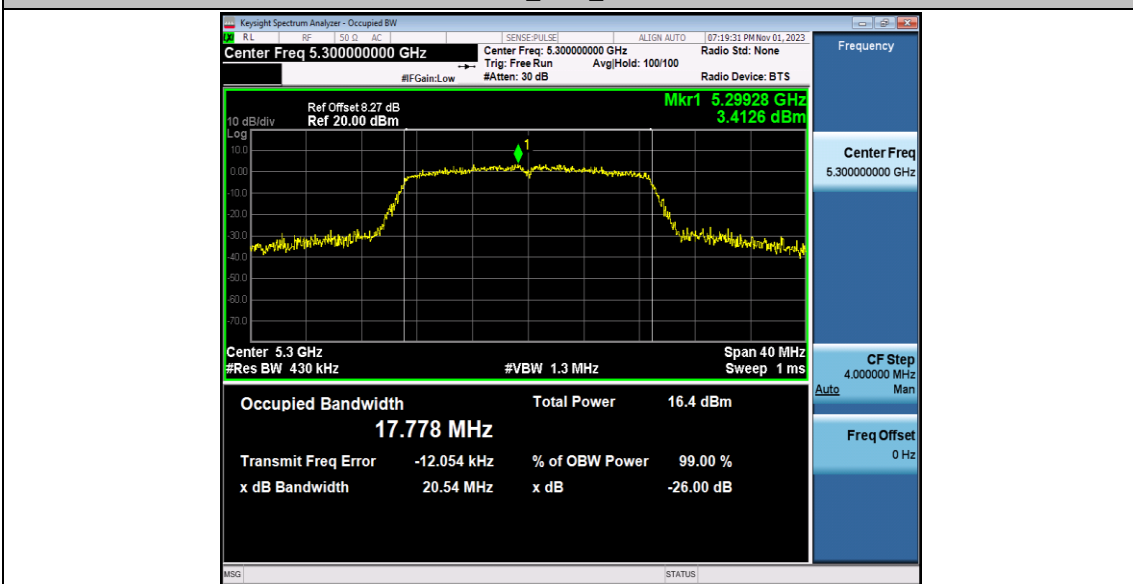 Keysight Spectrum Analyzer - Occupied BW
LXI RL RF 50 Ω AC SENSE:PULSE ALIGN AUTO 07:19:31 PM Nov 01, 2023
Center Freq 5.300000000 GHz
Center Freq: 5.300000000 GHz
Radio Std: None
Trig: Free Run Avg|Hold: 100/100
#IFGain:Low #Atten: 30 dB Radio Device: BTS
Frequency
Mkr1 5.29928 GHz
3.4126 dBm
Ref Offset 8.27 dB
10 dB/div Ref 20.00 dBm
Log
10.0
0.00
-10.0
-20.0
-30.0
-40.0
-50.0
-60.0
-70.0
1
Center 5.3 GHz Span 40 MHz
#Res BW 430 kHz #VBW 1.3 MHz Sweep 1 ms
Occupied Bandwidth Total Power 16.4 dBm
17.778 MHz
Transmit Freq Error -12.054 kHz % of OBW Power 99.00 %
x dB Bandwidth 20.54 MHz x dB -26.00 dB
Center Freq
5.300000000 GHz
CF Step
4.000000 MHz
Auto Man
Freq Offset
0 Hz
MSG STATUS